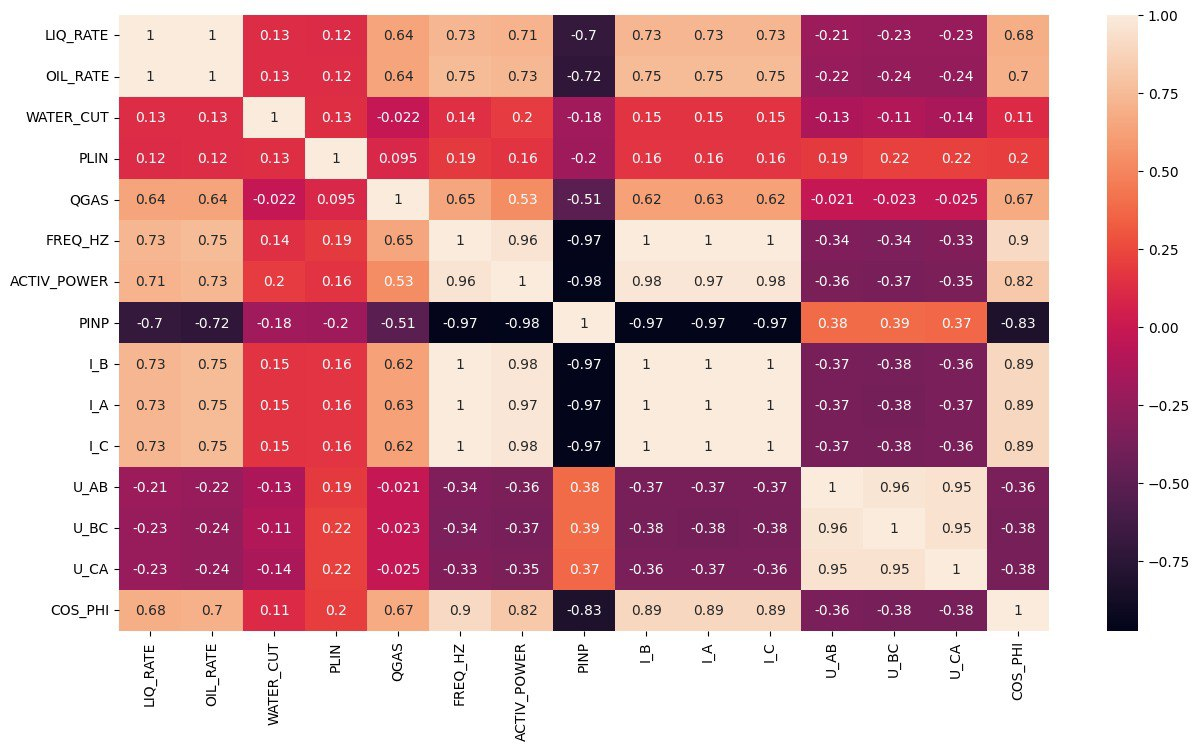 LIQ_RATE 1 1 0.13 0.12 0.64 0.73 0.71 -0.7 0.73 0.73 0.73 -0.21 -0.23 -0.23 0.68
OIL_RATE 1 1 0.13 0.12 0.64 0.75 0.73 -0.72 0.75 0.75 0.75 -0.22 -0.24 -0.24 0.7
WATER_CUT 0.13 0.13 1 0.13 -0.022 0.14 0.2 -0.18 0.15 0.15 0.15 -0.13 -0.11 -0.14 0.11
PLIN 0.12 0.12 0.13 1 0.095 0.19 0.16 -0.2 0.16 0.16 0.16 0.19 0.22 0.22 0.2
QGAS 0.64 0.64 -0.022 0.095 1 0.65 0.53 -0.51 0.62 0.63 0.62 -0.021 -0.023 -0.025 0.67
FREQ_HZ 0.73 0.75 0.14 0.19 0.65 1 0.96 -0.97 1 1 1 -0.34 -0.34 -0.33 0.9
ACTIV_POWER 0.71 0.73 0.2 0.16 0.53 0.96 1 -0.98 0.98 0.97 0.98 -0.36 -0.37 -0.35 0.82
PINP -0.7 -0.72 -0.18 -0.2 -0.51 -0.97 -0.98 1 -0.97 -0.97 -0.97 0.38 0.39 0.37 -0.83
I_B 0.73 0.75 0.15 0.16 0.62 1 0.98 -0.97 1 1 1 -0.37 -0.38 -0.36 0.89
I_A 0.73 0.75 0.15 0.16 0.63 1 0.97 -0.97 1 1 1 -0.37 -0.38 -0.37 0.89
I_C 0.73 0.75 0.15 0.16 0.62 1 0.98 -0.97 1 1 1 -0.37 -0.38 -0.36 0.89
U_AB -0.21 -0.22 -0.13 0.19 -0.021 -0.34 -0.36 0.38 -0.37 -0.37 -0.37 1 0.96 0.95 -0.36
U_BC -0.23 -0.24 -0.11 0.22 -0.023 -0.34 -0.37 0.39 -0.38 -0.38 -0.38 0.96 1 0.95 -0.38
U_CA -0.23 -0.24 -0.14 0.22 -0.025 -0.33 -0.35 0.37 -0.36 -0.37 -0.36 0.95 0.95 1 -0.38
COS_PHI 0.68 0.7 0.11 0.2 0.67 0.9 0.82 -0.83 0.89 0.89 0.89 -0.36 -0.38 -0.38 1
LIQ_RATE OIL_RATE WATER_CUT PLIN QGAS FREQ_HZ ACTIV_POWER PINP I_B I_A I_C U_AB U_BC U_CA COS_PHI
1.00
0.75
0.50
0.25
0.00
−0.25
−0.50
−0.75